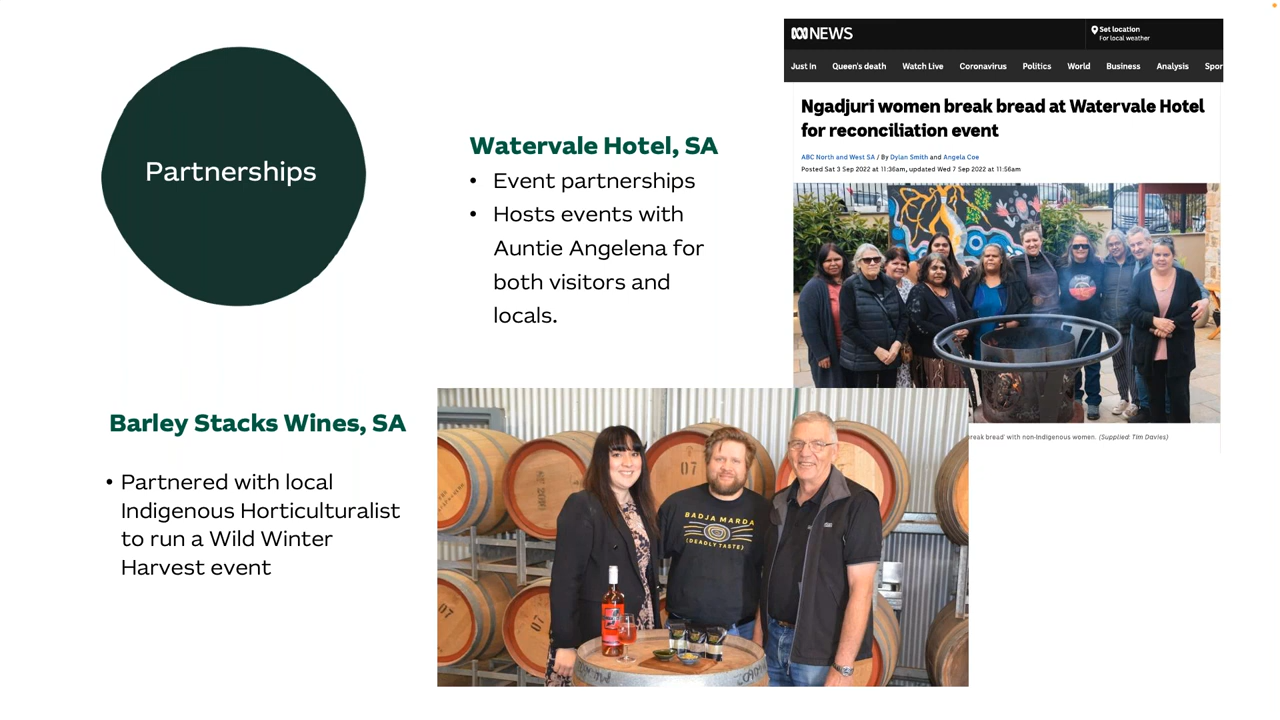 Partnerships
Watervale Hotel, SA
• Event partnerships
• Hosts events with
Auntie Angelena for
both visitors and
locals.
Barley Stacks Wines, SA
• Partnered with local
Indigenous Horticulturalist
to run a Wild Winter
Harvest event
NEWS
Set location
For local weather
Just In Queen's death Watch Live Coronavirus Politics World Business Analysis Spor
Ngadjuri women break bread at Watervale Hotel
for reconciliation event
ABC North and West SA / By Dylan Smith and Angela Coe
Posted Sat 3 Sep 2022 at 11:36am, updated Wed 7 Sep 2022 at 11:56am
break bread' with non-Indigenous women. (Supplied: Tim Davies)
BADJA MARDA
(DEADLY TASTE)
07
07
07